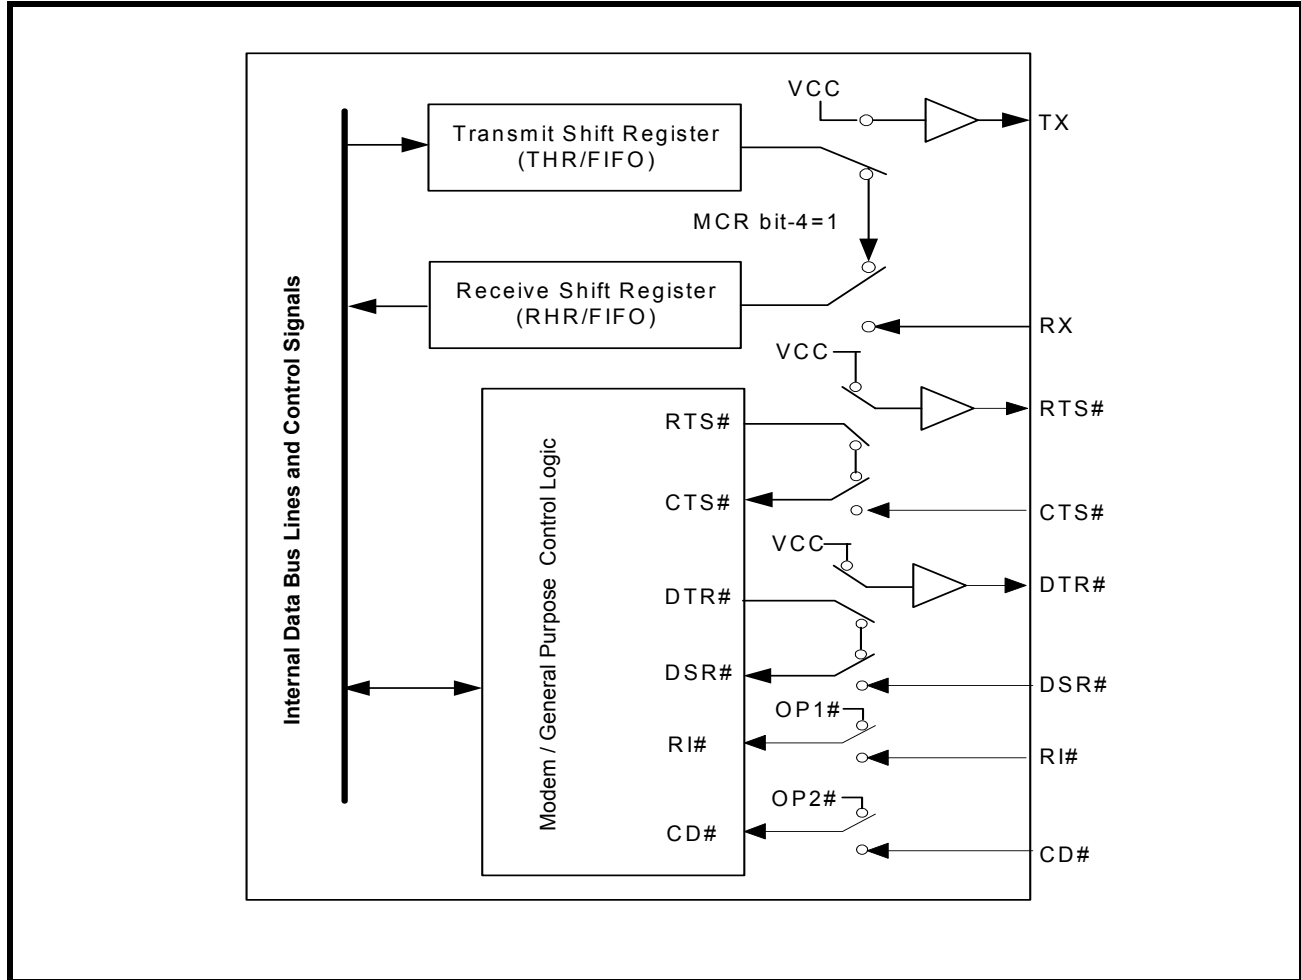 VCC
TX
Transmit Shift Register
(THR/FIFO)
MCR bit-4=1
Receive Shift Register
(RHR/FIFO)
RX
VCC
RTS#
RTS#
CTS#
CTS#
VCC
DTR#
DTR#
DSR#
DSR#
OP1#
RI#
RI#
OP2#
CD#
CD#
Internal Data Bus Lines and Control Signals
Modem / General Purpose Control Logic